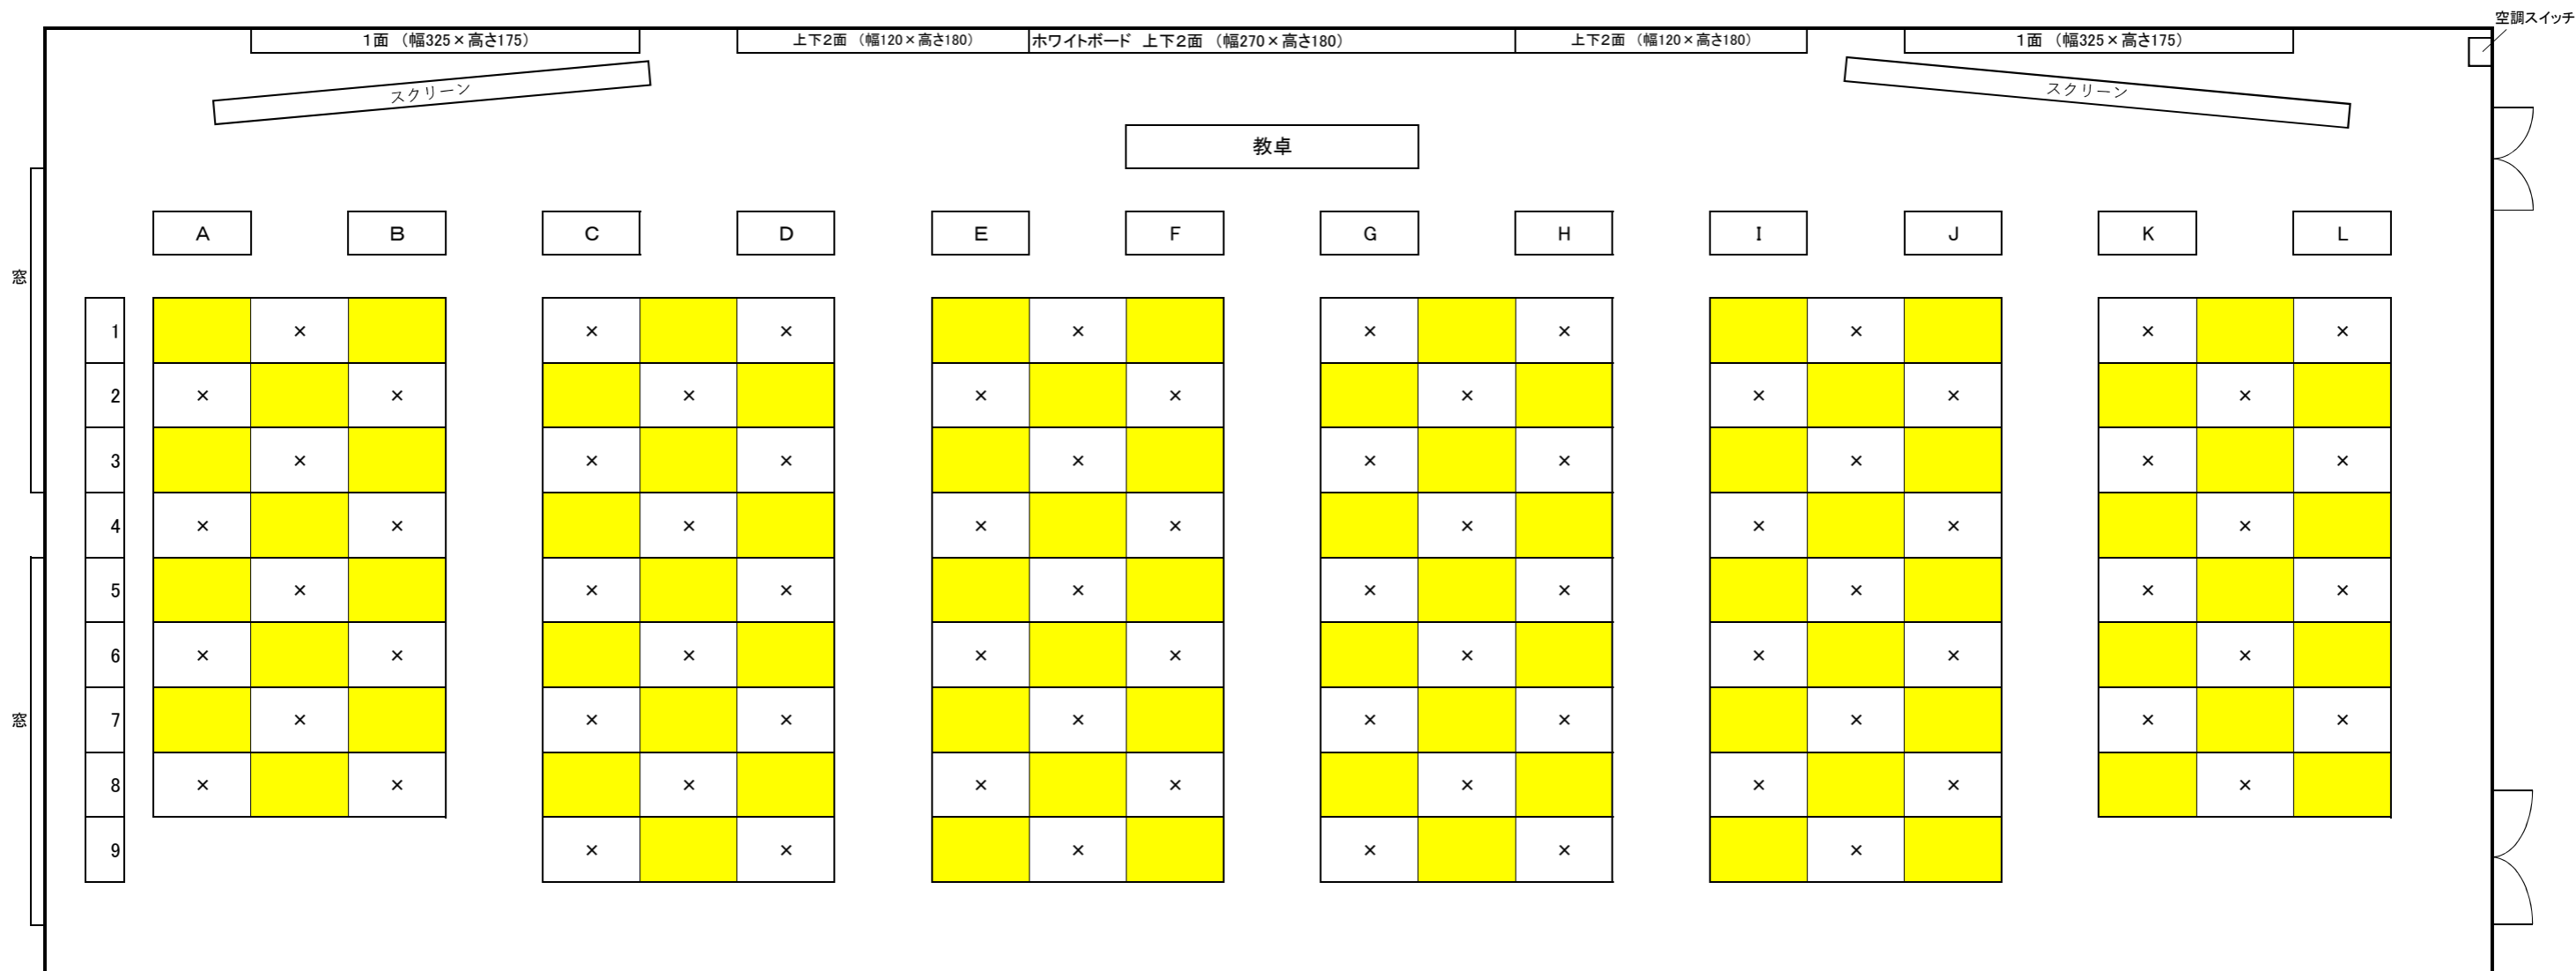 空調スイッチ
1面 （幅325×高さ175） 上下2面 （幅120×高さ180） ホワイトボード 上下2面 （幅270×高さ180） 上下2面 （幅120×高さ180） 1面 （幅325×高さ175）
スクリーン スクリーン
教卓
A B C D E F G H I J K L
窓
1 × × × × × × × × ×
2 × × × × × × × × ×
3 × × × × × × × × ×
4 × × × × × × × × ×
5 × × × × × × × × ×
6 × × × × × × × × ×
窓
7 × × × × × × × × ×
8 × × × × × × × × ×
9 × × × × × ×